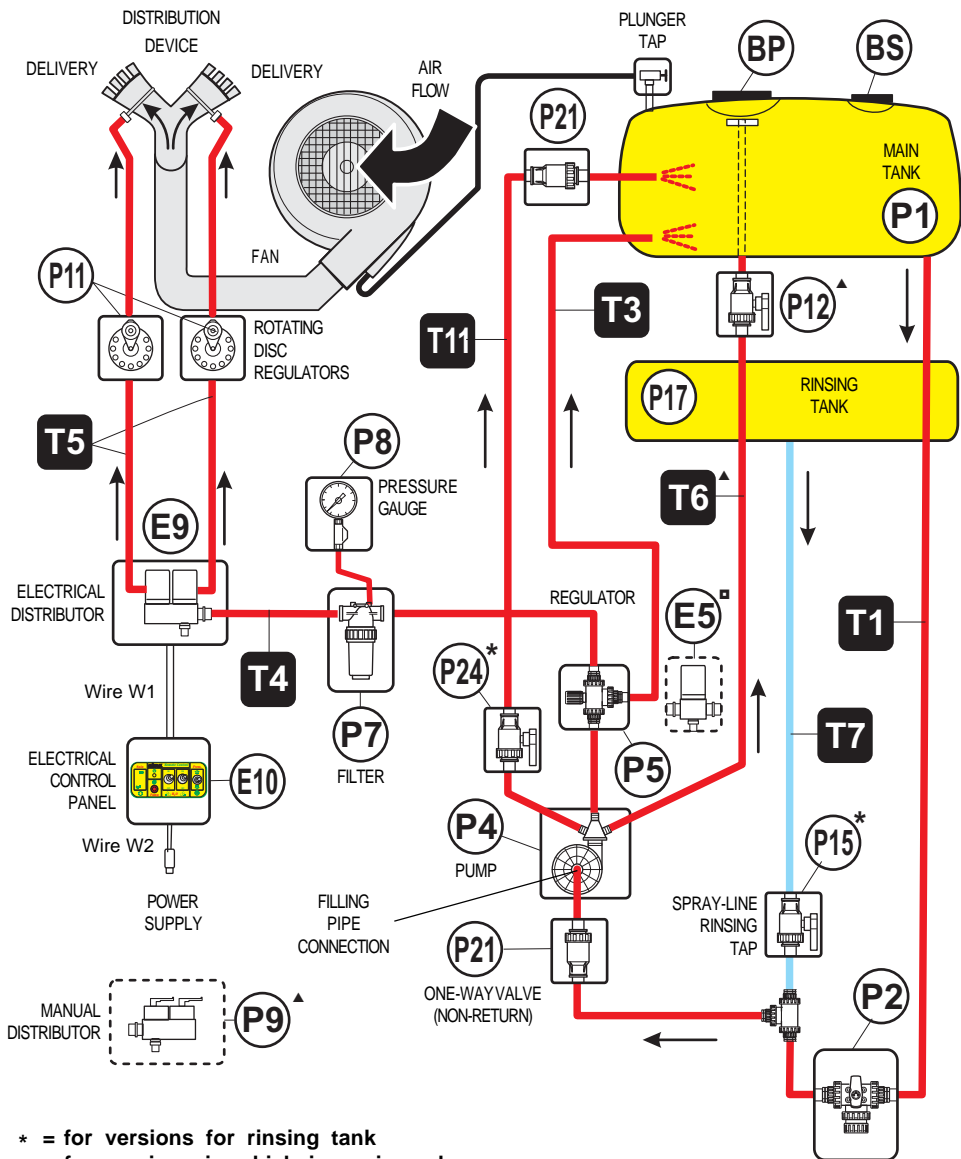 DISTRIBUTION
DEVICE
DELIVERY
DELIVERY
AIR
FLOW
PLUNGER
TAP
BP
BS
P21
MAIN
TANK
P1
FAN
P11
T11
T3
P12▲
ROTATING
DISC
REGULATORS
P17
RINSING
TANK
T5
P8
PRESSURE
GAUGE
T6▲
E9
ELECTRICAL
DISTRIBUTOR
REGULATOR
E5
T1
T4
P24*
Wire W1
T7
P7
FILTER
P5
ELECTRICAL
CONTROL
PANEL
E10
P4
PUMP
P15*
Wire W2
POWER
SUPPLY
FILLING
PIPE
CONNECTION
SPRAY-LINE
RINSING
TAP
P21
ONE-WAY VALVE
(NON-RETURN)
P2
MANUAL
DISTRIBUTOR
P9▲
* = for versions for rinsing tank